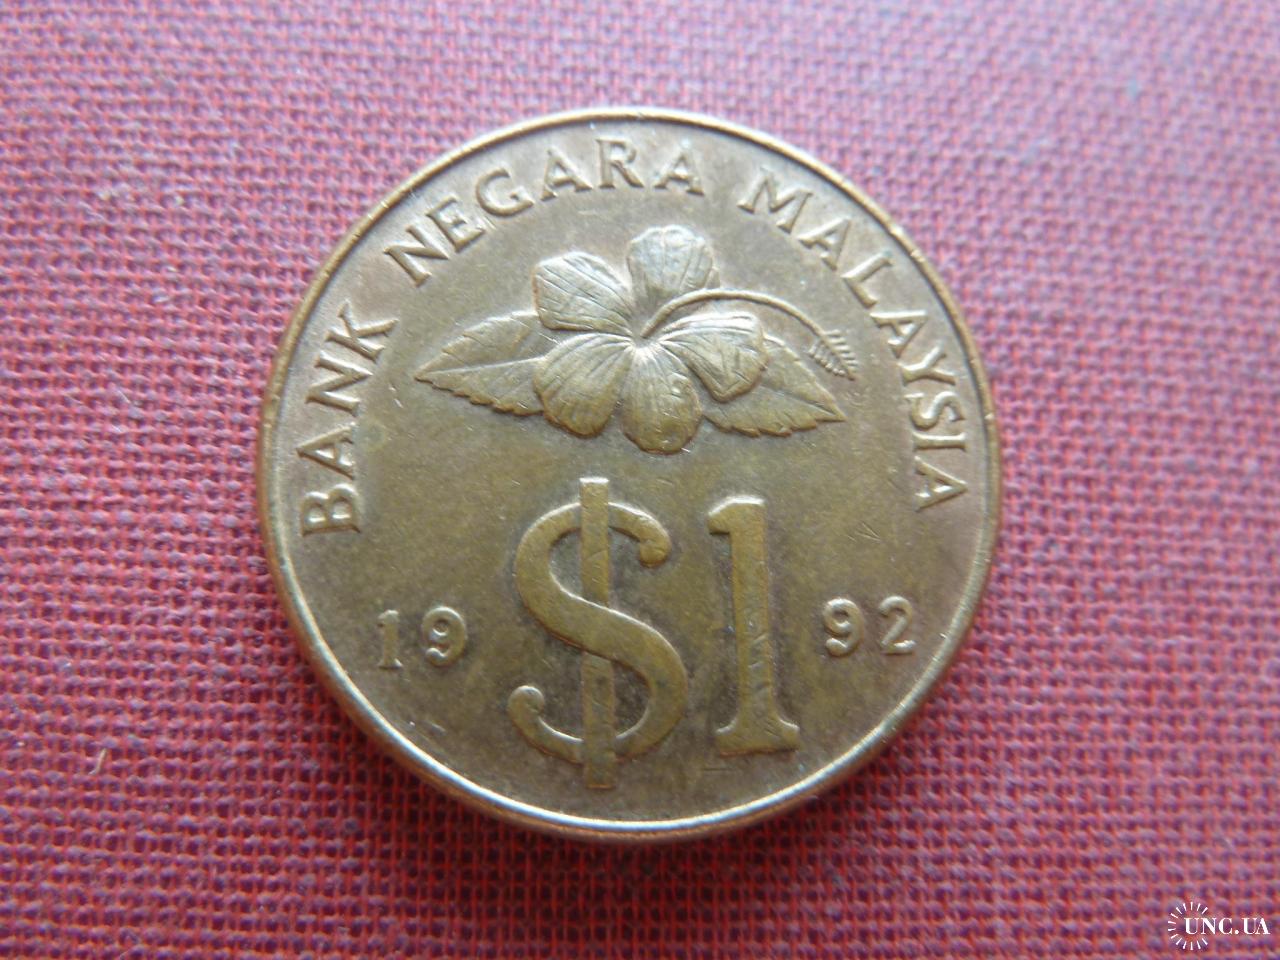 BANK NEGARA MALAYSIA
$1
19 92
UNC.UA